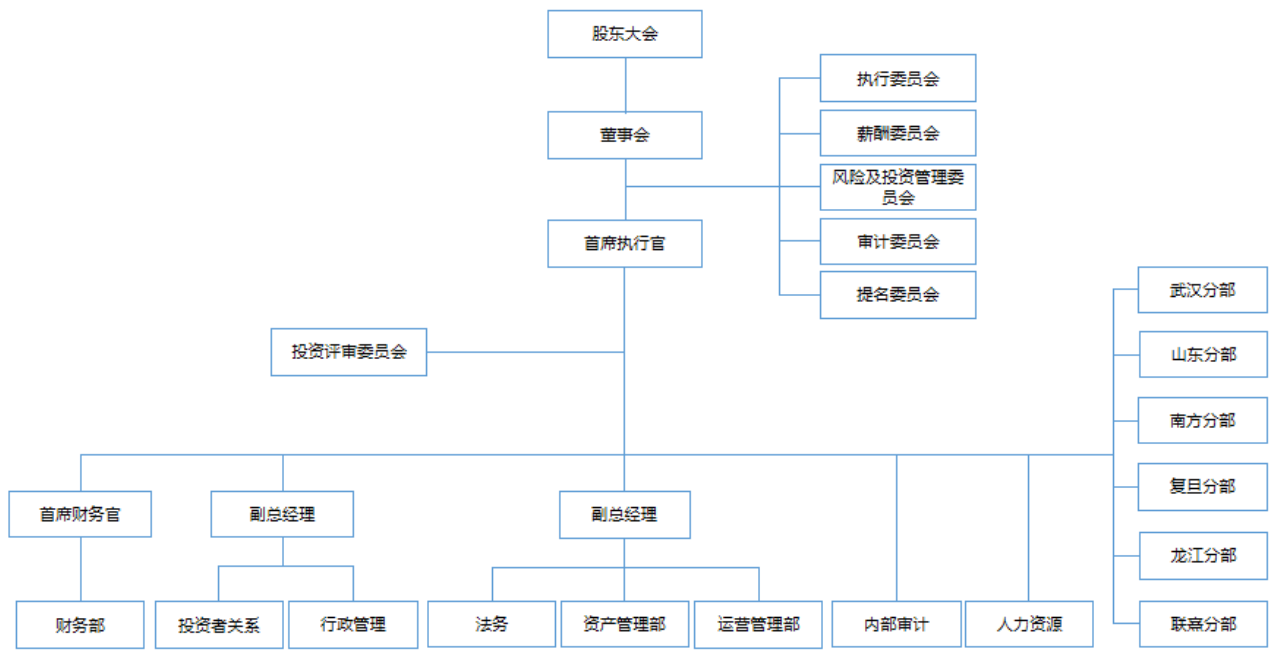 股东大会
执行委员会
薪酬委员会
董事会
风险及投资管理委
员会
首席执行官
审计委员会
提名委员会
武汉分部
投资评审委员会
山东分部
南方分部
复旦分部
首席财务官
副总经理
副总经理
龙江分部
财务部
投资者关系
行政管理
法务
资产管理部
运营管理部
内部审计
人力资源
联熹分部